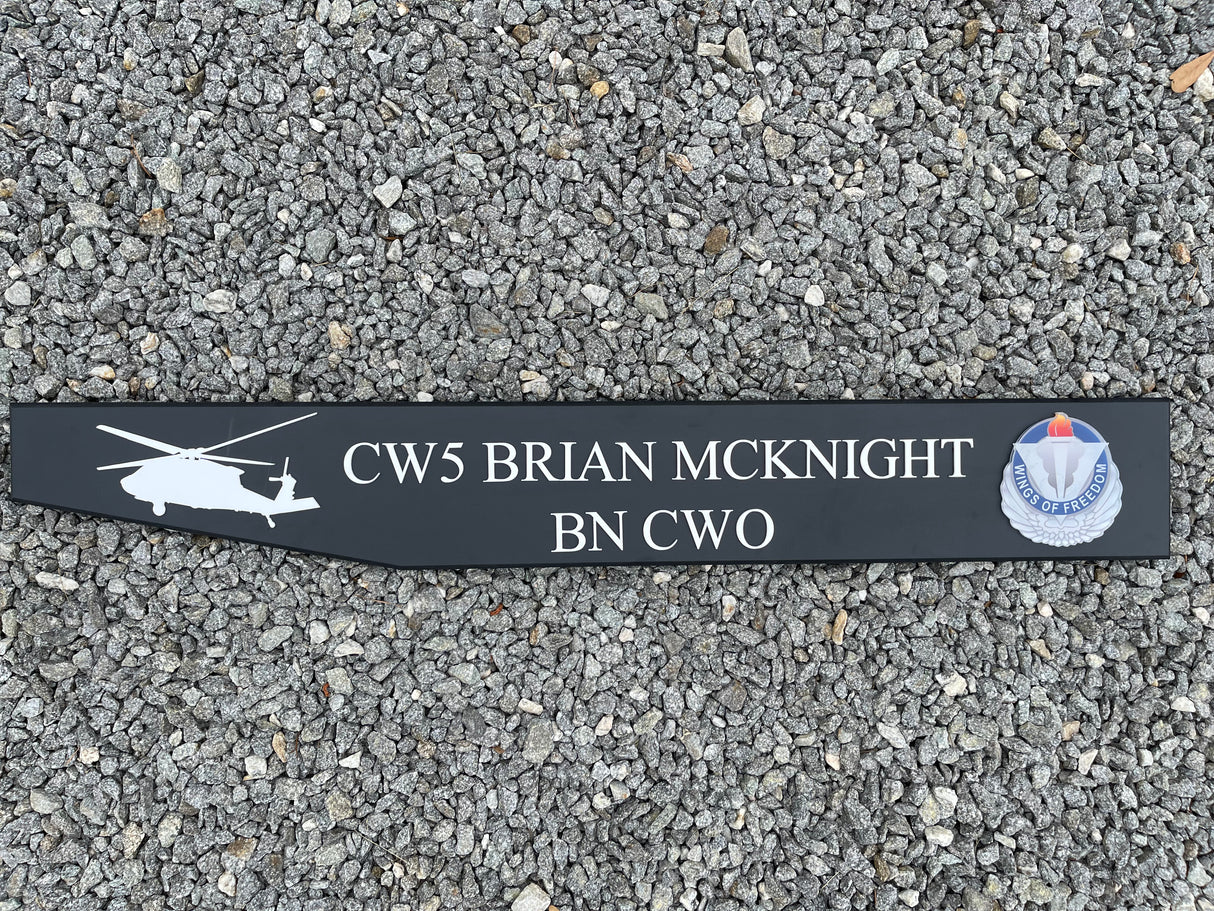 CW5 BRIAN MCKNIGHT
BN CWO
WINGS OF FREEDOM